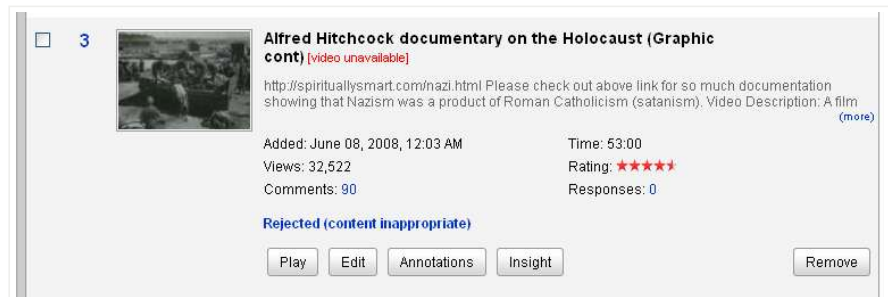 3
Alfred Hitchcock documentary on the Holocaust (Graphic
cont) [video unavailable]
http://spirituallysmart.com/nazi.html Please check out above link for so much documentation
showing that Nazism was a product of Roman Catholicism (satanism). Video Description: A film
(more)
Added: June 08, 2008, 12:03 AM Time: 53:00
Views: 32,522 Rating:
Comments: 90 Responses: 0
Rejected (content inappropriate)
Play Edit Annotations Insight Remove